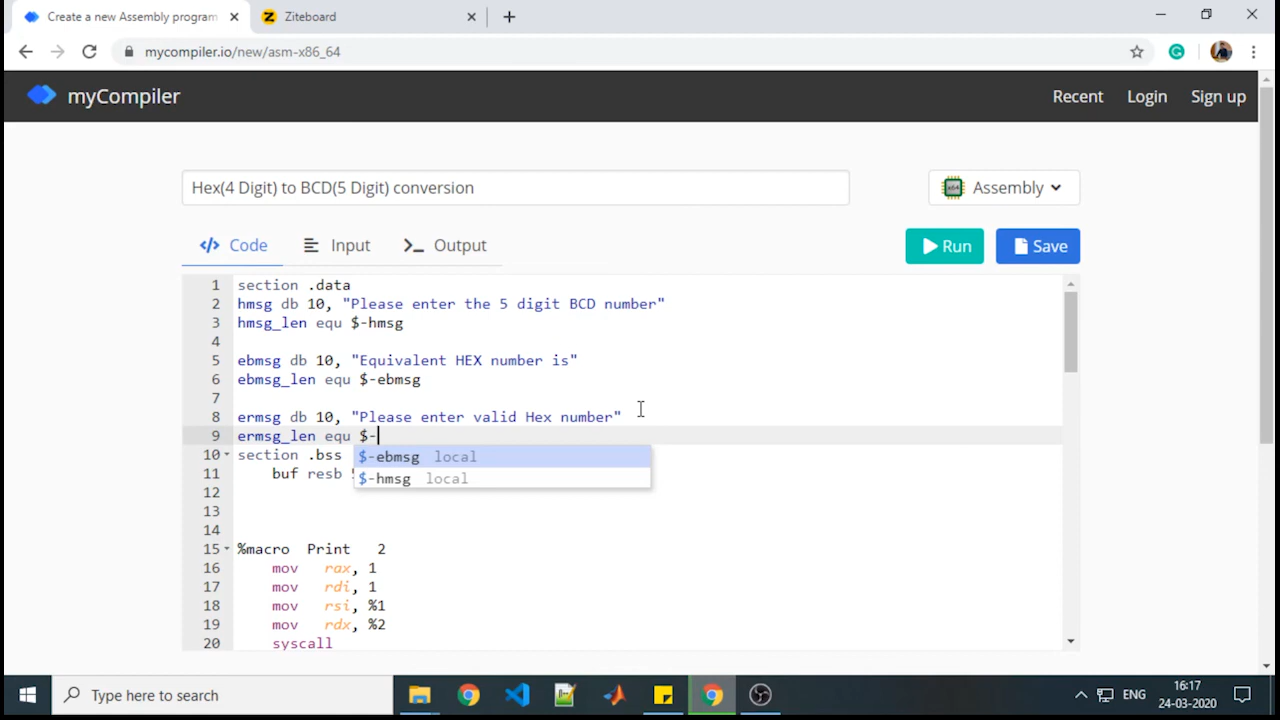 Create a new Assembly program
Ziteboard
mycompiler.io/new/asm-x86_64
myCompiler
Recent
Login
Sign up
Hex(4 Digit) to BCD(5 Digit) conversion
x64
Assembly
</> Code
Input
Output
Run
Save
1 section .data
2 hmsg db 10, "Please enter the 5 digit BCD number"
3 hmsg_len equ $-hmsg
4
5 ebmsg db 10, "Equivalent HEX number is"
6 ebmsg_len equ $-ebmsg
7
8 ermsg db 10, "Please enter valid Hex number"
9 ermsg_len equ $-
10 section .bss
$-ebmsg local
11 buf resb
$-hmsg local
12
13
14
15 %macro Print 2
16 mov rax, 1
17 mov rdi, 1
18 mov rsi, %1
19 mov rdx, %2
20 syscall
Type here to search
ENG
16:17
24-03-2020